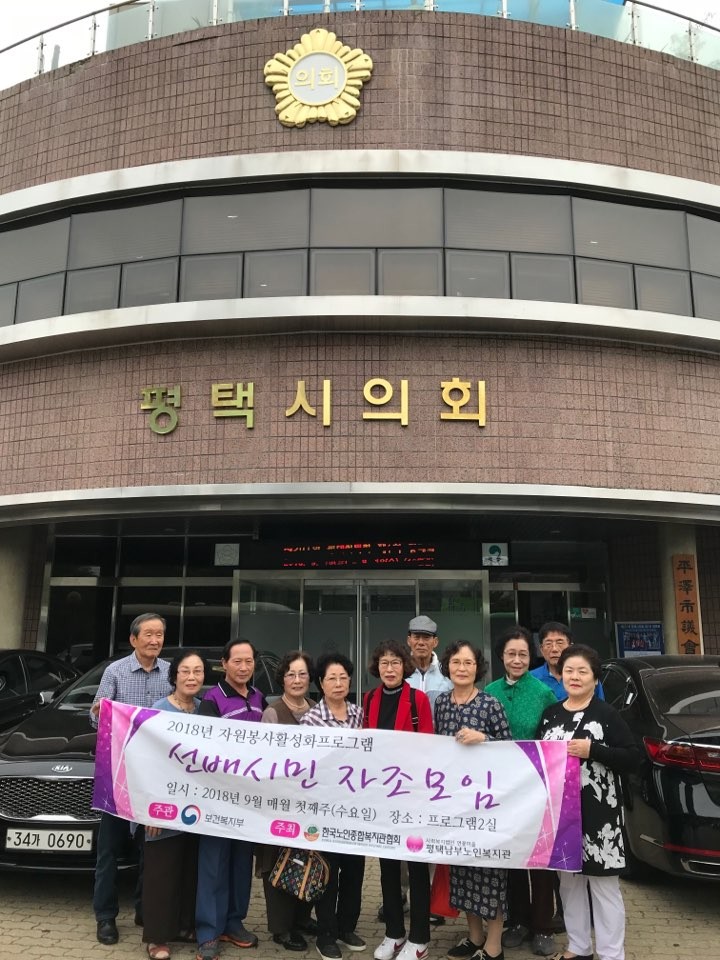 의회
평택시의회
平澤市議會
2018년 자원봉사활성화프로그램
선배시민 자조모임
일시 : 2018년 9월 매월 첫째주(수요일) 장소 : 프로그램2실
주관 보건복지부 주최 한국노인종합복지관협회 평택남부노인복지관
KIA
34가 0690